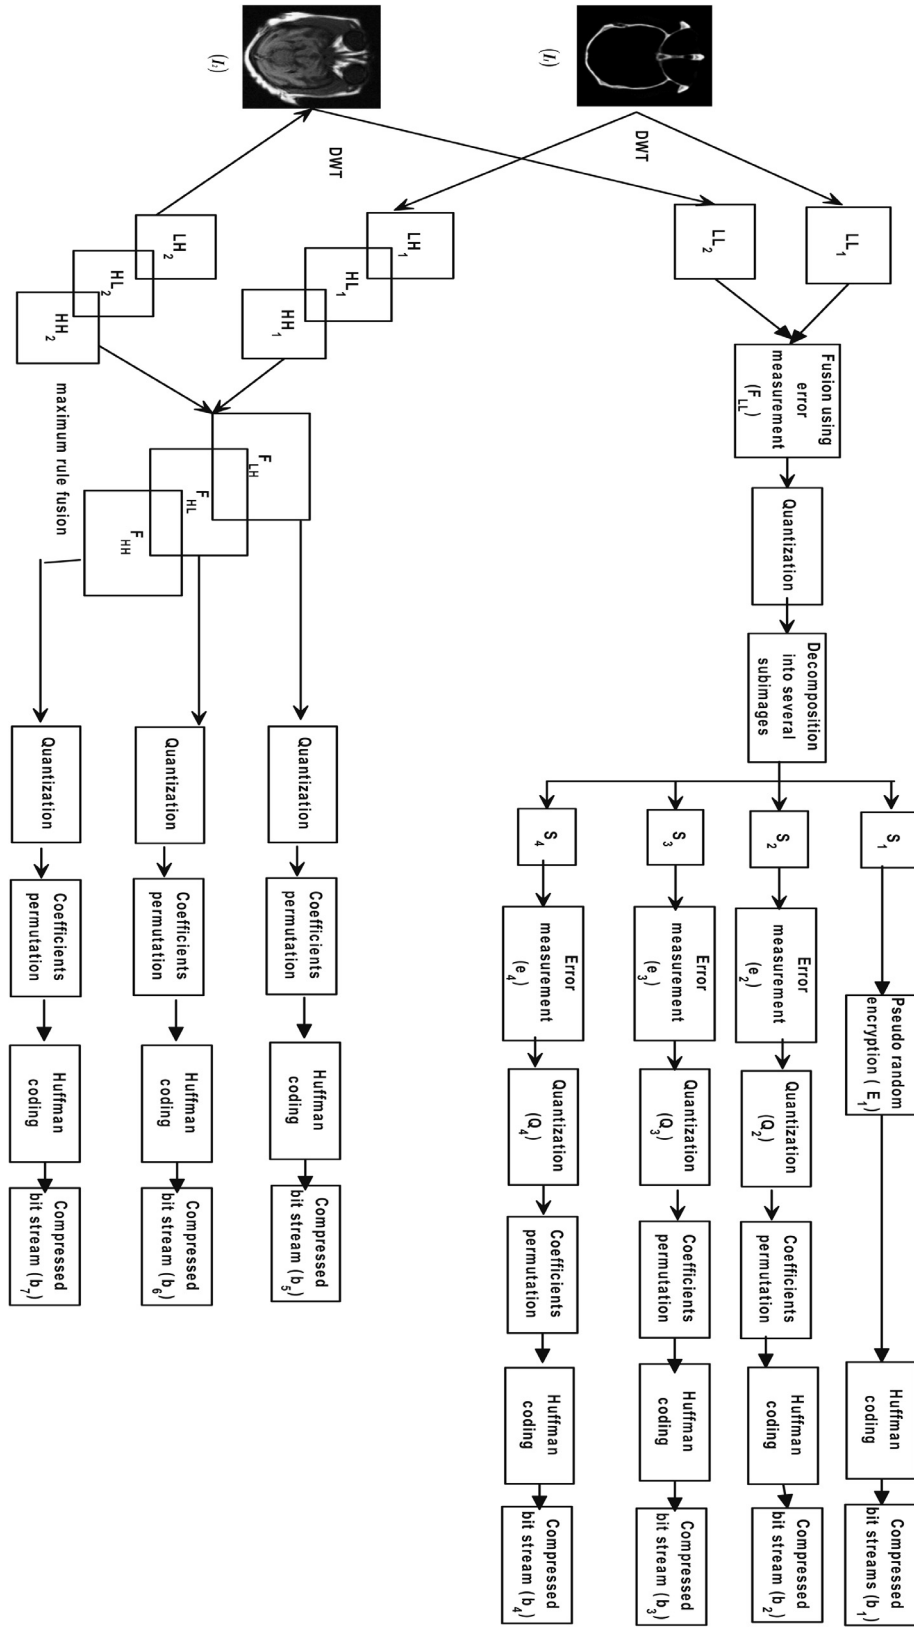 (I₁)
DWT
LL₁
LL₂
Fusion using
error
measurement
(F_LL)
Quantization
Decomposition
into several
subimages
S₁
Pseudo random
encryption ( E₁)
Huffman
coding
Compressed
bit streams (b₁)
S₂
Error
measurement
(e₂)
Quantization
(Q₂)
Coefficients
permutation
Huffman
coding
Compressed
bit stream (b₂)
S₃
Error
measurement
(e₃)
Quantization
(Q₃)
Coefficients
permutation
Huffman
coding
Compressed
bit stream (b₃)
S₄
Error
measurement
(e₄)
Quantization
(Q₄)
Coefficients
permutation
Huffman
coding
Compressed
bit stream (b₄)
(I₂)
DWT
LH₁
HL₁
HH₁
LH₂
HL₂
HH₂
maximum rule fusion
F_LH
F_HL
F_HH
Quantization
Coefficients
permutation
Huffman
coding
Compressed
bit stream (b₅)
Quantization
Coefficients
permutation
Huffman
coding
Compressed
bit stream (b₆)
Quantization
Coefficients
permutation
Huffman
coding
Compressed
bit stream (b₇)